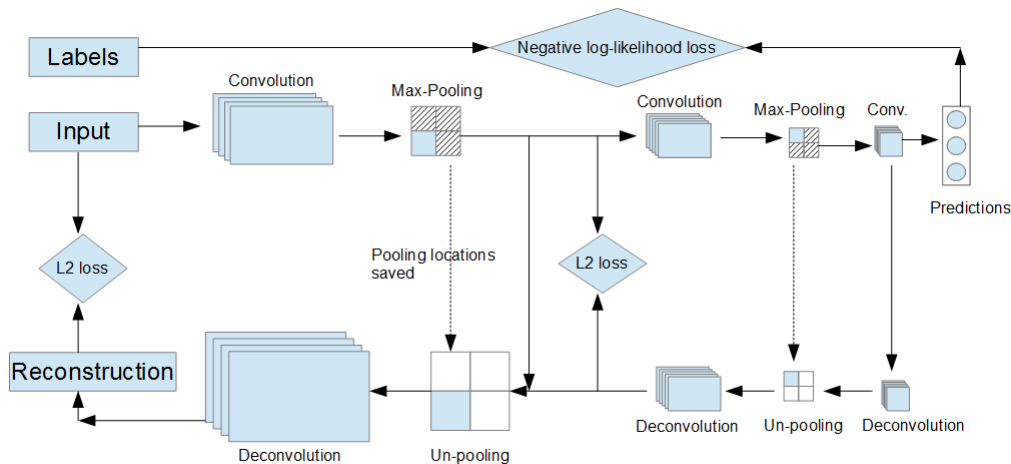 Labels
Negative log-likelihood loss
Convolution
Max-Pooling
Convolution
Max-Pooling
Conv.
Input
Predictions
Pooling locations
saved
L2 loss
L2 loss
Reconstruction
Deconvolution
Un-pooling
Deconvolution
Un-pooling
Deconvolution